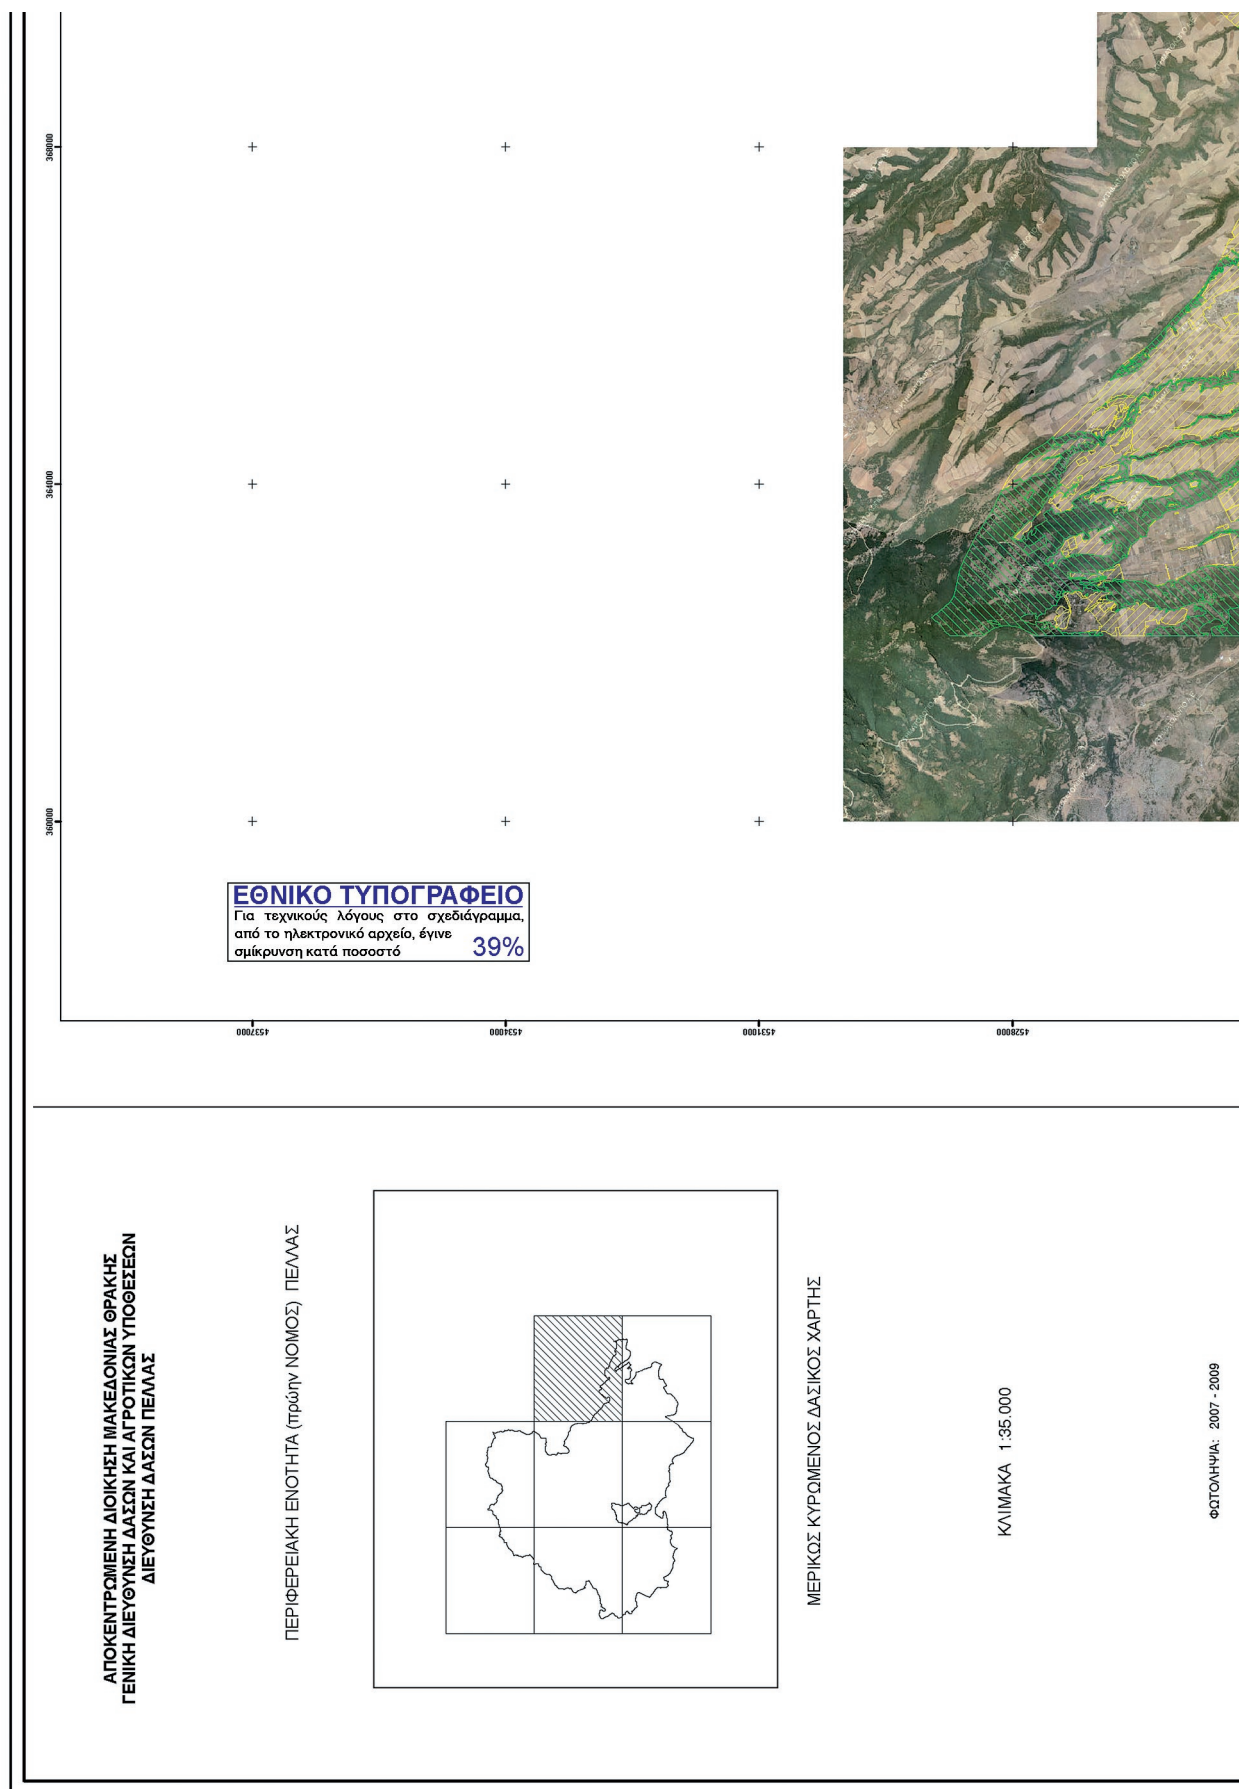 368000
364000
360000
ΕΘΝΙΚΟ ΤΥΠΟΓΡΑΦΕΙΟ
Για τεχνικούς λόγους στο σχεδιάγραμμα,
από το ηλεκτρονικό αρχείο, έγινε
σμίκρυνση κατά ποσοστό 39%
4537000
4534000
4531000
4528000
ΑΠΟΚΕΝΤΡΩΜΕΝΗ ΔΙΟΙΚΗΣΗ ΜΑΚΕΔΟΝΙΑΣ ΘΡΑΚΗΣ
ΓΕΝΙΚΗ ΔΙΕΥΘΥΝΣΗ ΔΑΣΩΝ ΚΑΙ ΑΓΡΟΤΙΚΩΝ ΥΠΟΘΕΣΕΩΝ
ΔΙΕΥΘΥΝΣΗ ΔΑΣΩΝ ΠΕΛΛΑΣ
ΠΕΡΙΦΕΡΕΙΑΚΗ ΕΝΟΤΗΤΑ (πρώην ΝΟΜΟΣ) ΠΕΛΛΑΣ
ΜΕΡΙΚΩΣ ΚΥΡΩΜΕΝΟΣ ΔΑΣΙΚΟΣ ΧΑΡΤΗΣ
ΚΛΙΜΑΚΑ 1:35.000
ΦΩΤΟΛΗΨΙΑ: 2007 - 2009